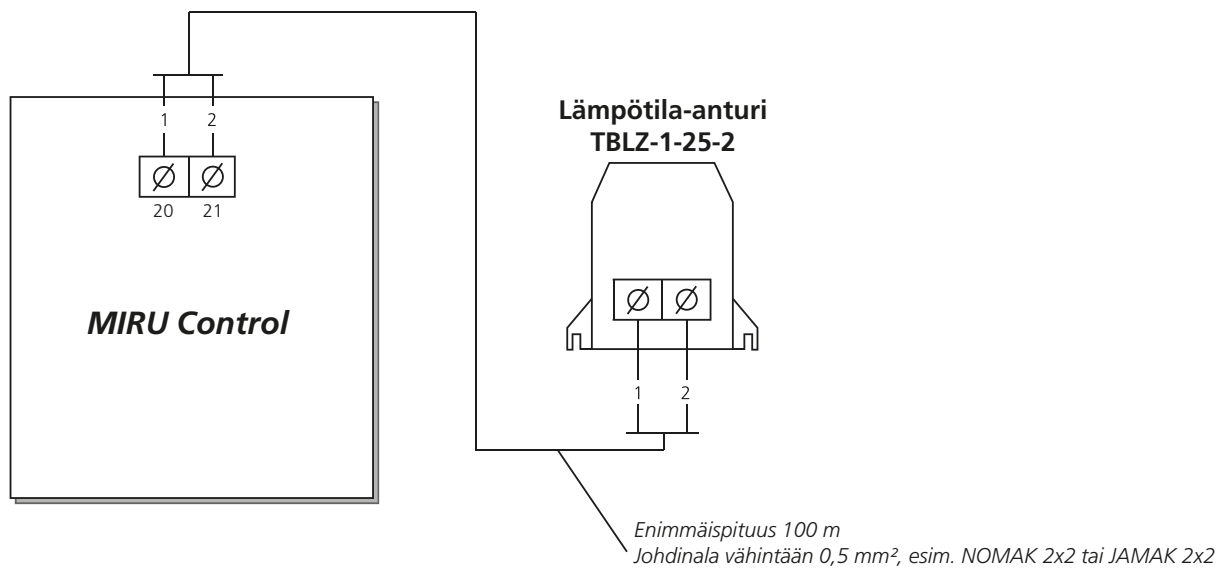 1 2
20 21
MIRU Control
Lämpötila-anturi
TBLZ-1-25-2
1 2
Enimmäispituus 100 m
Johdinala vähintään 0,5 mm², esim. NOMAK 2x2 tai JAMAK 2x2